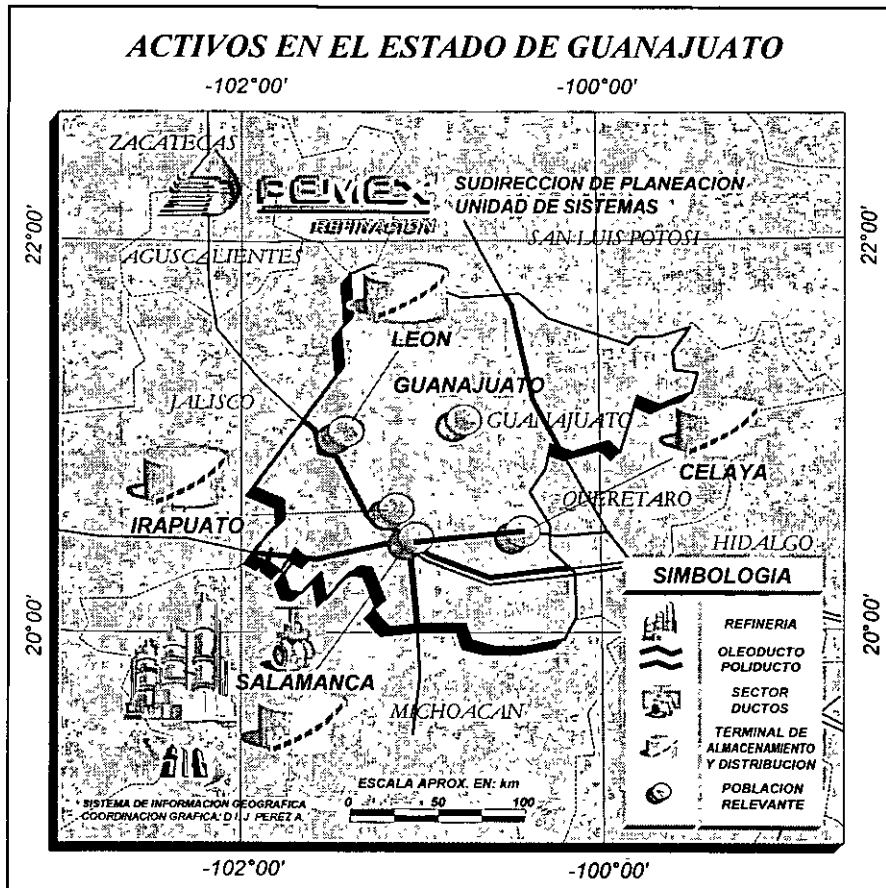 ACTIVOS EN EL ESTADO DE GUANAJUATO
-102°00'
-100°00'
ZACATECAS
PEMEX
REFINACION
SUDIRECCION DE PLANEACION
UNIDAD DE SISTEMAS
22°00'
22°00'
SAN LUIS POTOSI
AGUSCALIENTES
LEON
GUANAJUATO
JALISCO
GUANAJUATO
CELAYA
IRAPUATO
QUERETARO
HIDALGO
SIMBOLOGIA
REFINERIA
OLEODUCTO
POLIDUCTO
SECTOR
DUCTOS
TERMINAL DE
ALMACENAMIENTO
Y DISTRIBUCION
POBLACION
RELEVANTE
20°00'
20°00'
SALAMANCA
MICHOACAN
ESCALA APROX. EN: km
0 50 100
* SISTEMA DE INFORMACION GEOGRAFICA
COORDINACION GRAFICA: D.I. J PEREZ A.
-102°00'
-100°00'